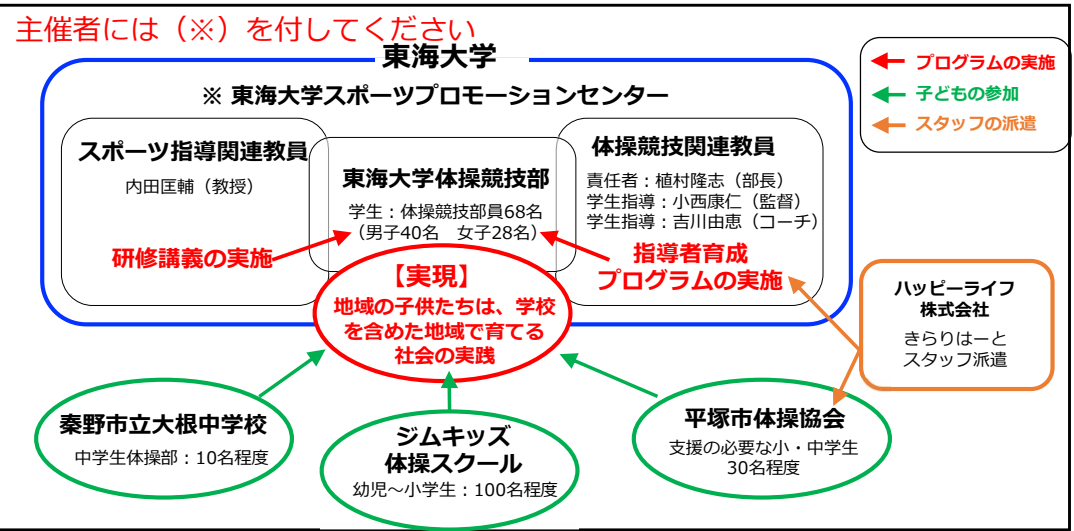 主催者には（※）を付してください
東海大学
※ 東海大学スポーツプロモーションセンター
プログラムの実施
子どもの参加
スタッフの派遣
スポーツ指導関連教員
内田匡輔（教授）
東海大学体操競技部
学生：体操競技部員68名
（男子40名　女子28名）
体操競技関連教員
責任者：植村隆志（部長）
学生指導：小西康仁（監督）
学生指導：吉川由恵（コーチ）
研修講義の実施
指導者育成
プログラムの実施
【実現】
地域の子供たちは、学校
を含めた地域で育てる
社会の実践
ハッピーライフ
株式会社
きらりはーと
スタッフ派遣
秦野市立大根中学校
中学生体操部：10名程度
ジムキッズ
体操スクール
幼児～小学生：100名程度
平塚市体操協会
支援の必要な小・中学生
30名程度